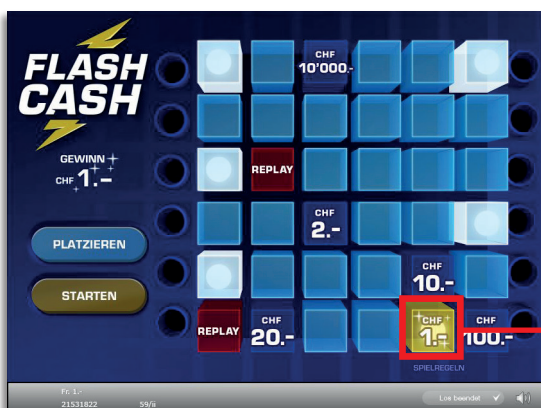 FLASH
CASH
GEWINN
CHF 1.–
PLATZIEREN
STARTEN
CHF
10'000.-
REPLAY
CHF
2.-
CHF
10.-
REPLAY
CHF
20.-
CHF
1.-
CHF
100.-
SPIELREGELN
Fr. 1.-
21531822 S9/ii
Los beendet